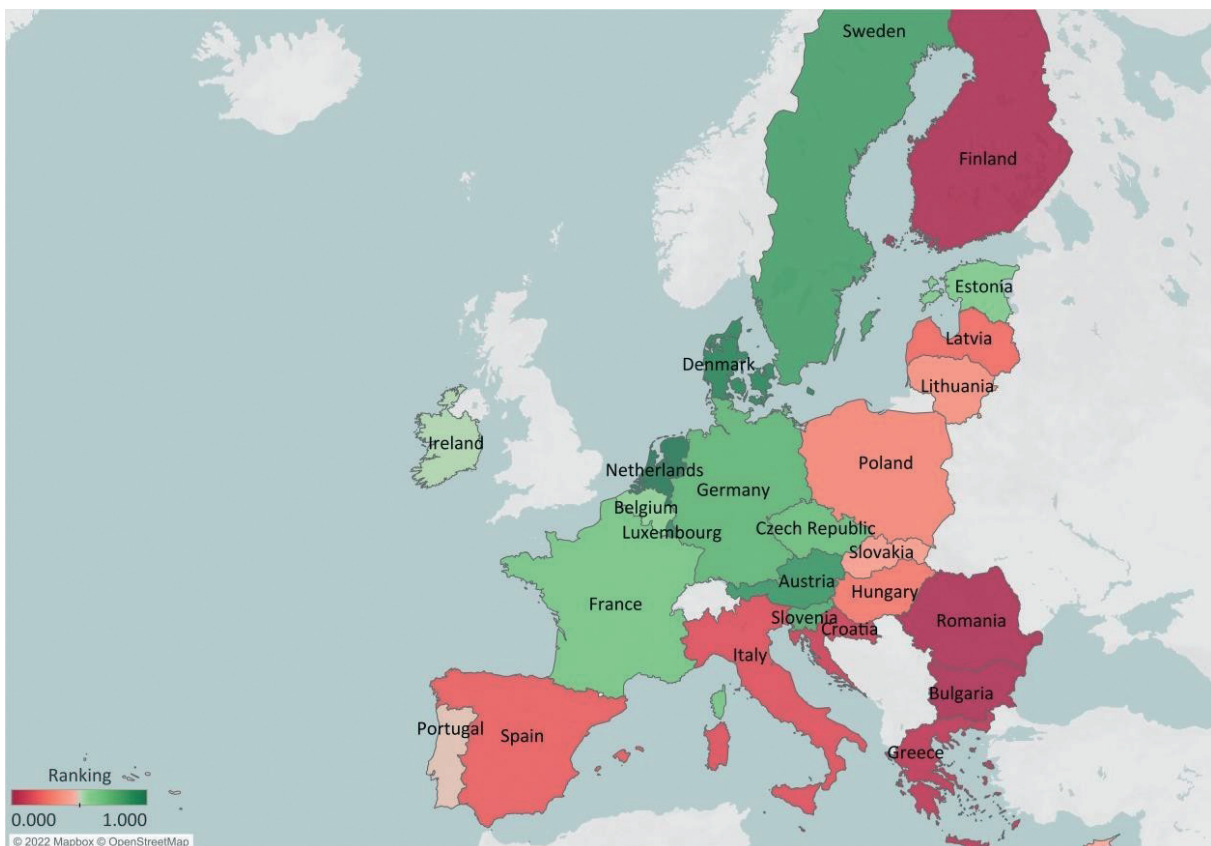 Sweden
Finland
Estonia
Latvia
Denmark
Lithuania
Ireland
Poland
Netherlands
Germany
Belgium
Czech Republic
Luxembourg
Slovakia
Austria
Hungary
France
Slovenia
Romania
Croatia
Italy
Bulgaria
Portugal
Spain
Greece
Ranking
0.000 1.000
© 2022 Mapbox © OpenStreetMap